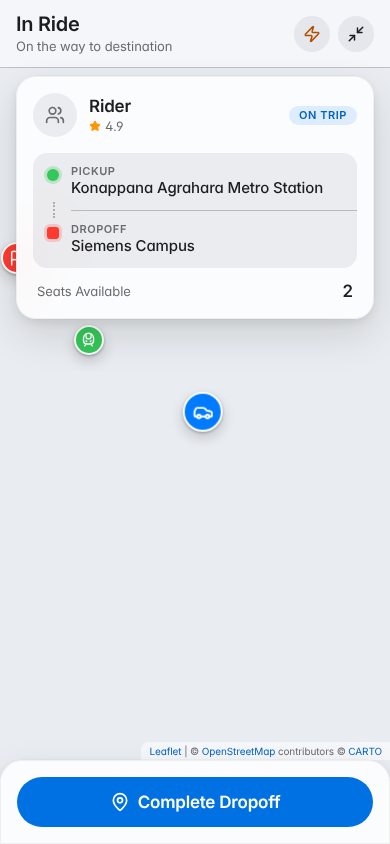 In Ride
On the way to destination
Rider
4.9
ON TRIP
PICKUP
Konappana Agrahara Metro Station
DROPOFF
Siemens Campus
Seats Available
2
Leaflet | © OpenStreetMap contributors © CARTO
Complete Dropoff